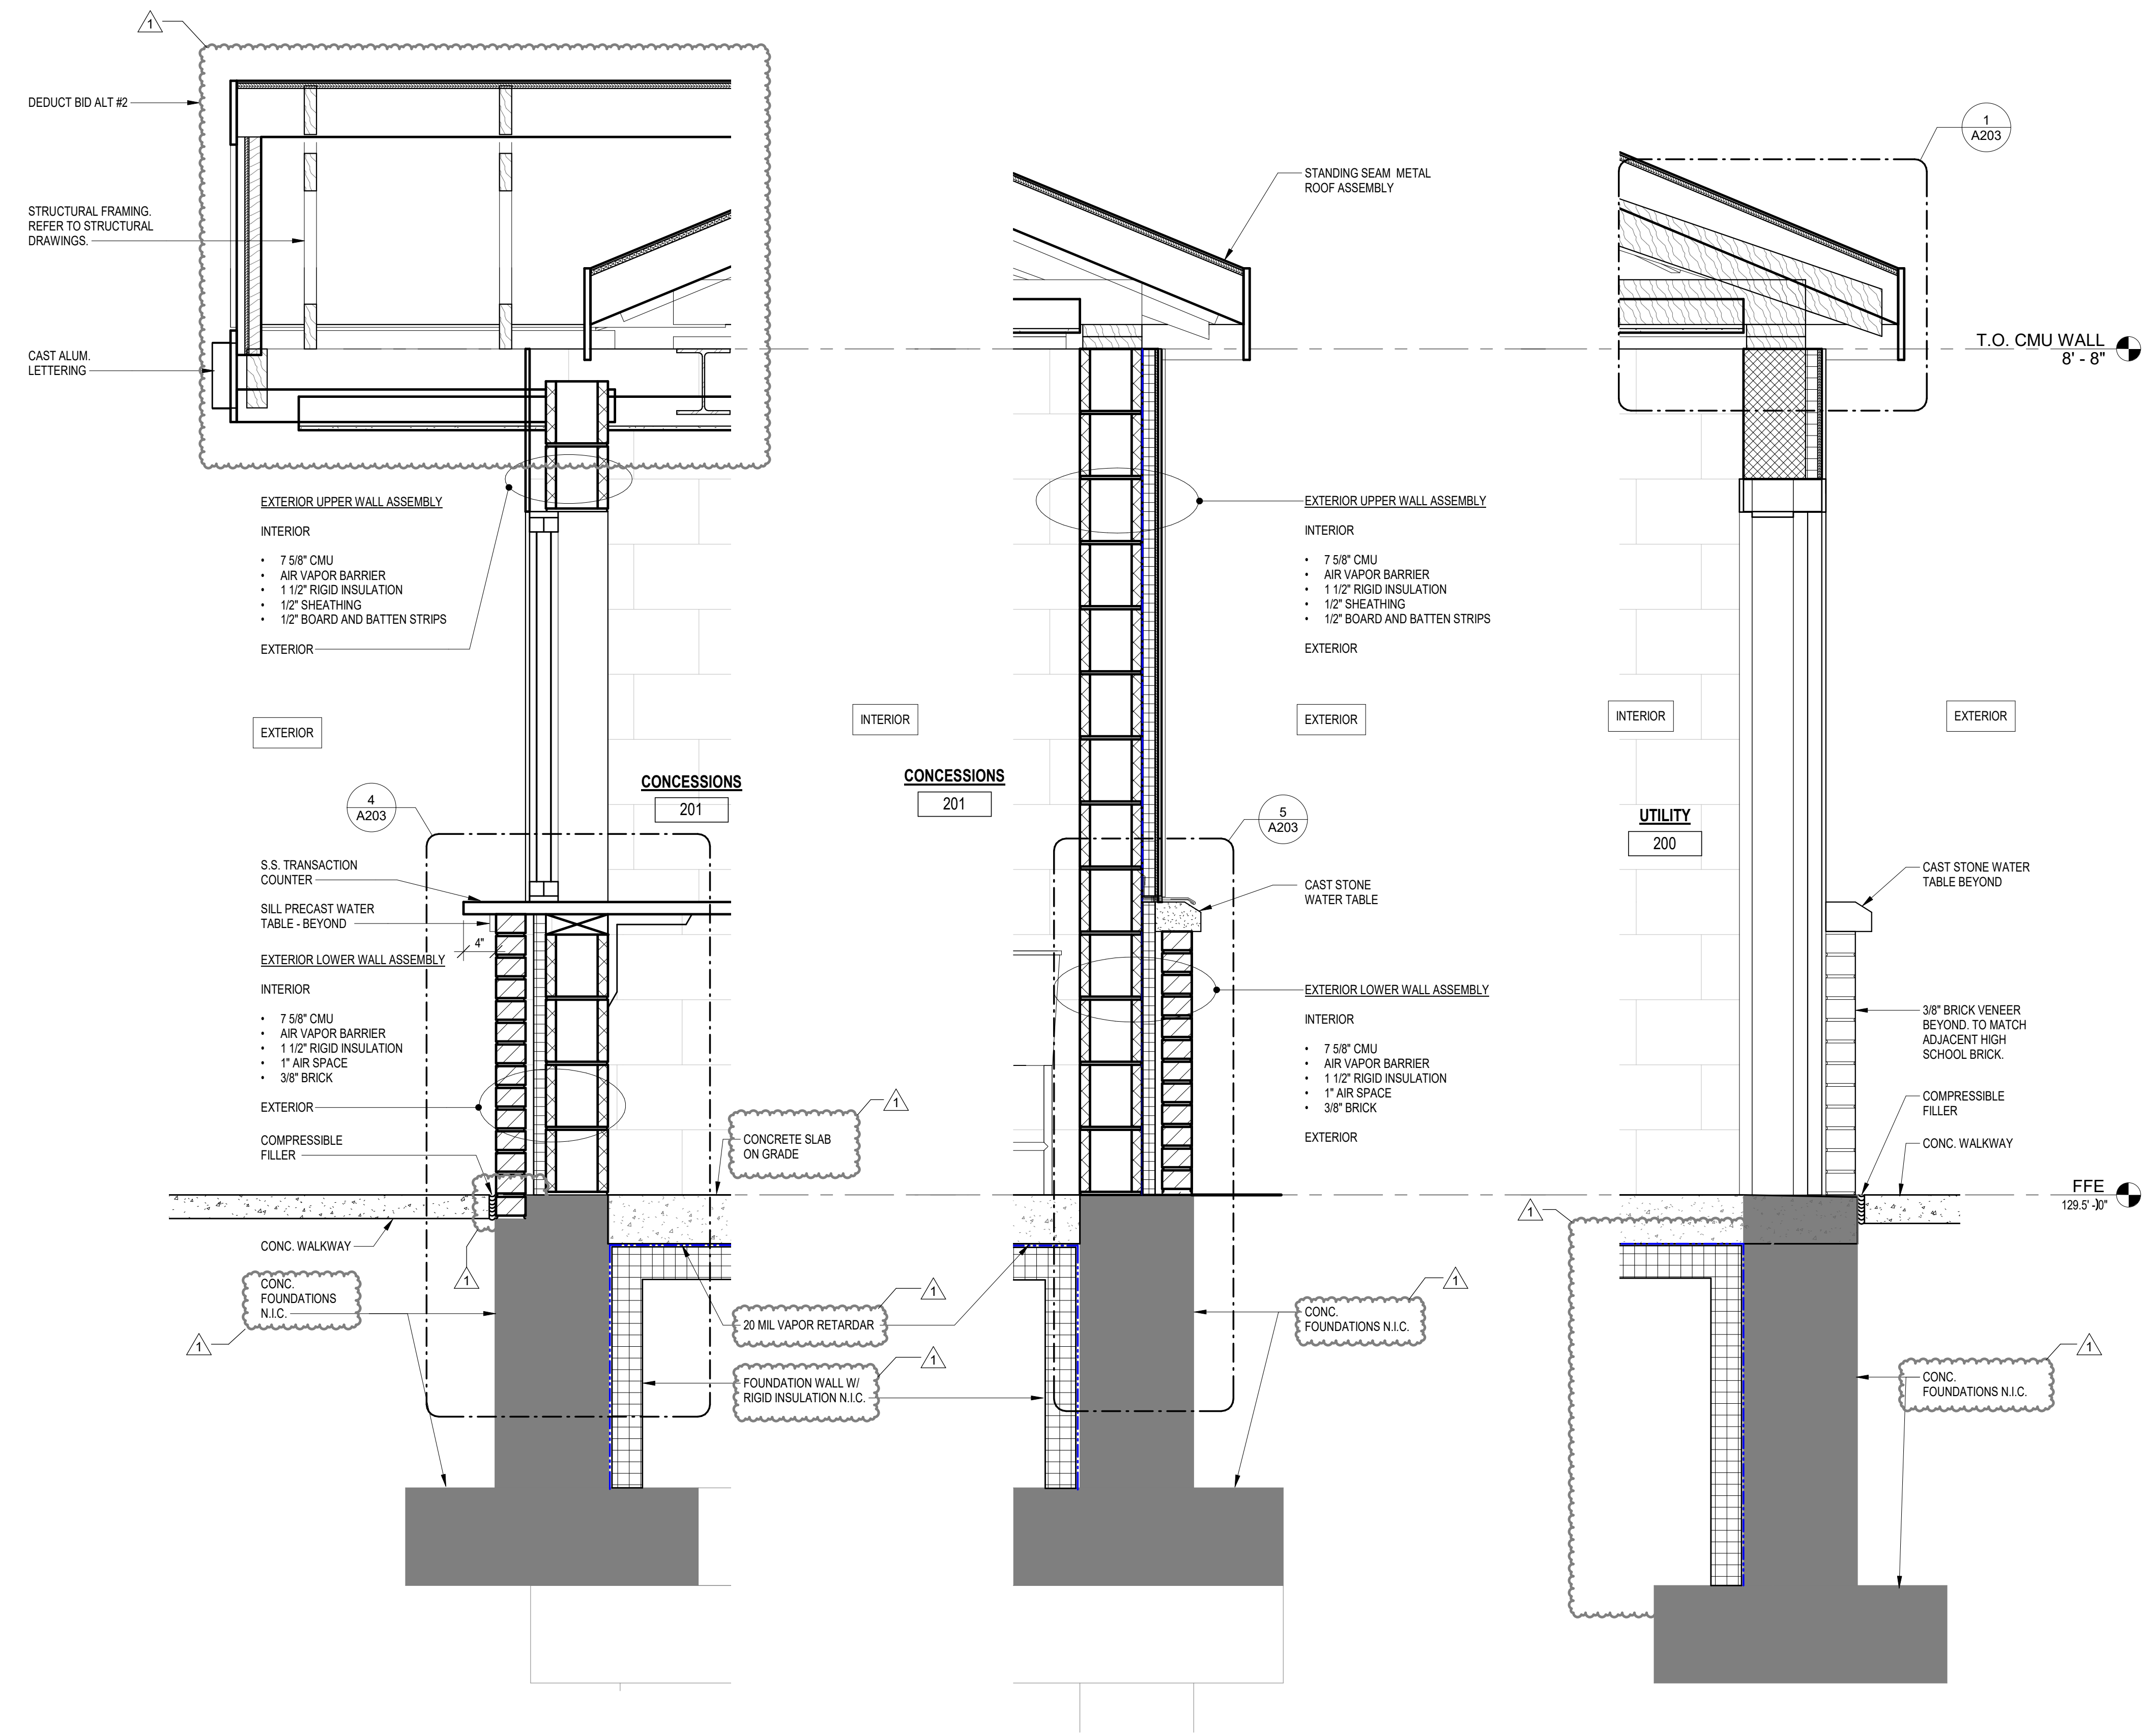 1
DEDUCT BID ALT #2
STRUCTURAL FRAMING.
REFER TO STRUCTURAL
DRAWINGS.
CAST ALUM.
LETTERING
EXTERIOR UPPER WALL ASSEMBLY
INTERIOR
• 7 5/8" CMU
• AIR VAPOR BARRIER
• 1 1/2" RIGID INSULATION
• 1/2" SHEATHING
• 1/2" BOARD AND BATTEN STRIPS
EXTERIOR
EXTERIOR
4
A203
CONCESSIONS
201
S.S. TRANSACTION
COUNTER
SILL PRECAST WATER
TABLE - BEYOND
4"
EXTERIOR LOWER WALL ASSEMBLY
INTERIOR
• 7 5/8" CMU
• AIR VAPOR BARRIER
• 1 1/2" RIGID INSULATION
• 1" AIR SPACE
• 3/8" BRICK
EXTERIOR
COMPRESSIBLE
FILLER
CONC. WALKWAY
1
CONC.
FOUNDATIONS
N.I.C.
1
1
CONCRETE SLAB
ON GRADE
1
20 MIL VAPOR RETARDAR
1
FOUNDATION WALL W/
RIGID INSULATION N.I.C.
STANDING SEAM METAL
ROOF ASSEMBLY
EXTERIOR UPPER WALL ASSEMBLY
INTERIOR
• 7 5/8" CMU
• AIR VAPOR BARRIER
• 1 1/2" RIGID INSULATION
• 1/2" SHEATHING
• 1/2" BOARD AND BATTEN STRIPS
EXTERIOR
INTERIOR
EXTERIOR
CONCESSIONS
201
5
A203
CAST STONE
WATER TABLE
EXTERIOR LOWER WALL ASSEMBLY
INTERIOR
• 7 5/8" CMU
• AIR VAPOR BARRIER
• 1 1/2" RIGID INSULATION
• 1" AIR SPACE
• 3/8" BRICK
EXTERIOR
1
CONC.
FOUNDATIONS N.I.C.
1
A203
T.O. CMU WALL
8' - 8"
INTERIOR
EXTERIOR
UTILITY
200
CAST STONE WATER
TABLE BEYOND
3/8" BRICK VENEER
BEYOND. TO MATCH
ADJACENT HIGH
SCHOOL BRICK.
COMPRESSIBLE
FILLER
CONC. WALKWAY
FFE
129.5' -)0"
1
1
CONC.
FOUNDATIONS N.I.C.